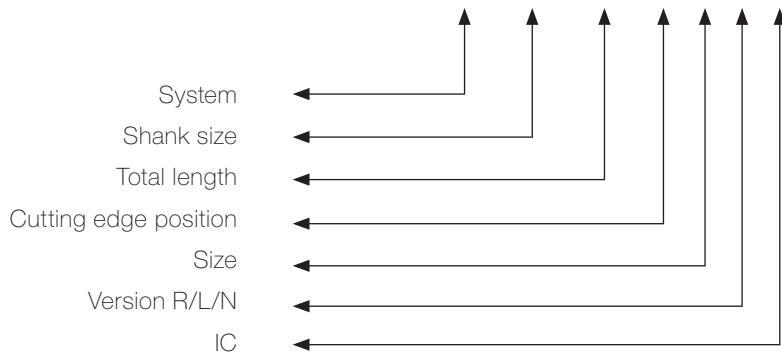 System
Shank size
Total length
Cutting edge position
Size
Version R/L/N
IC